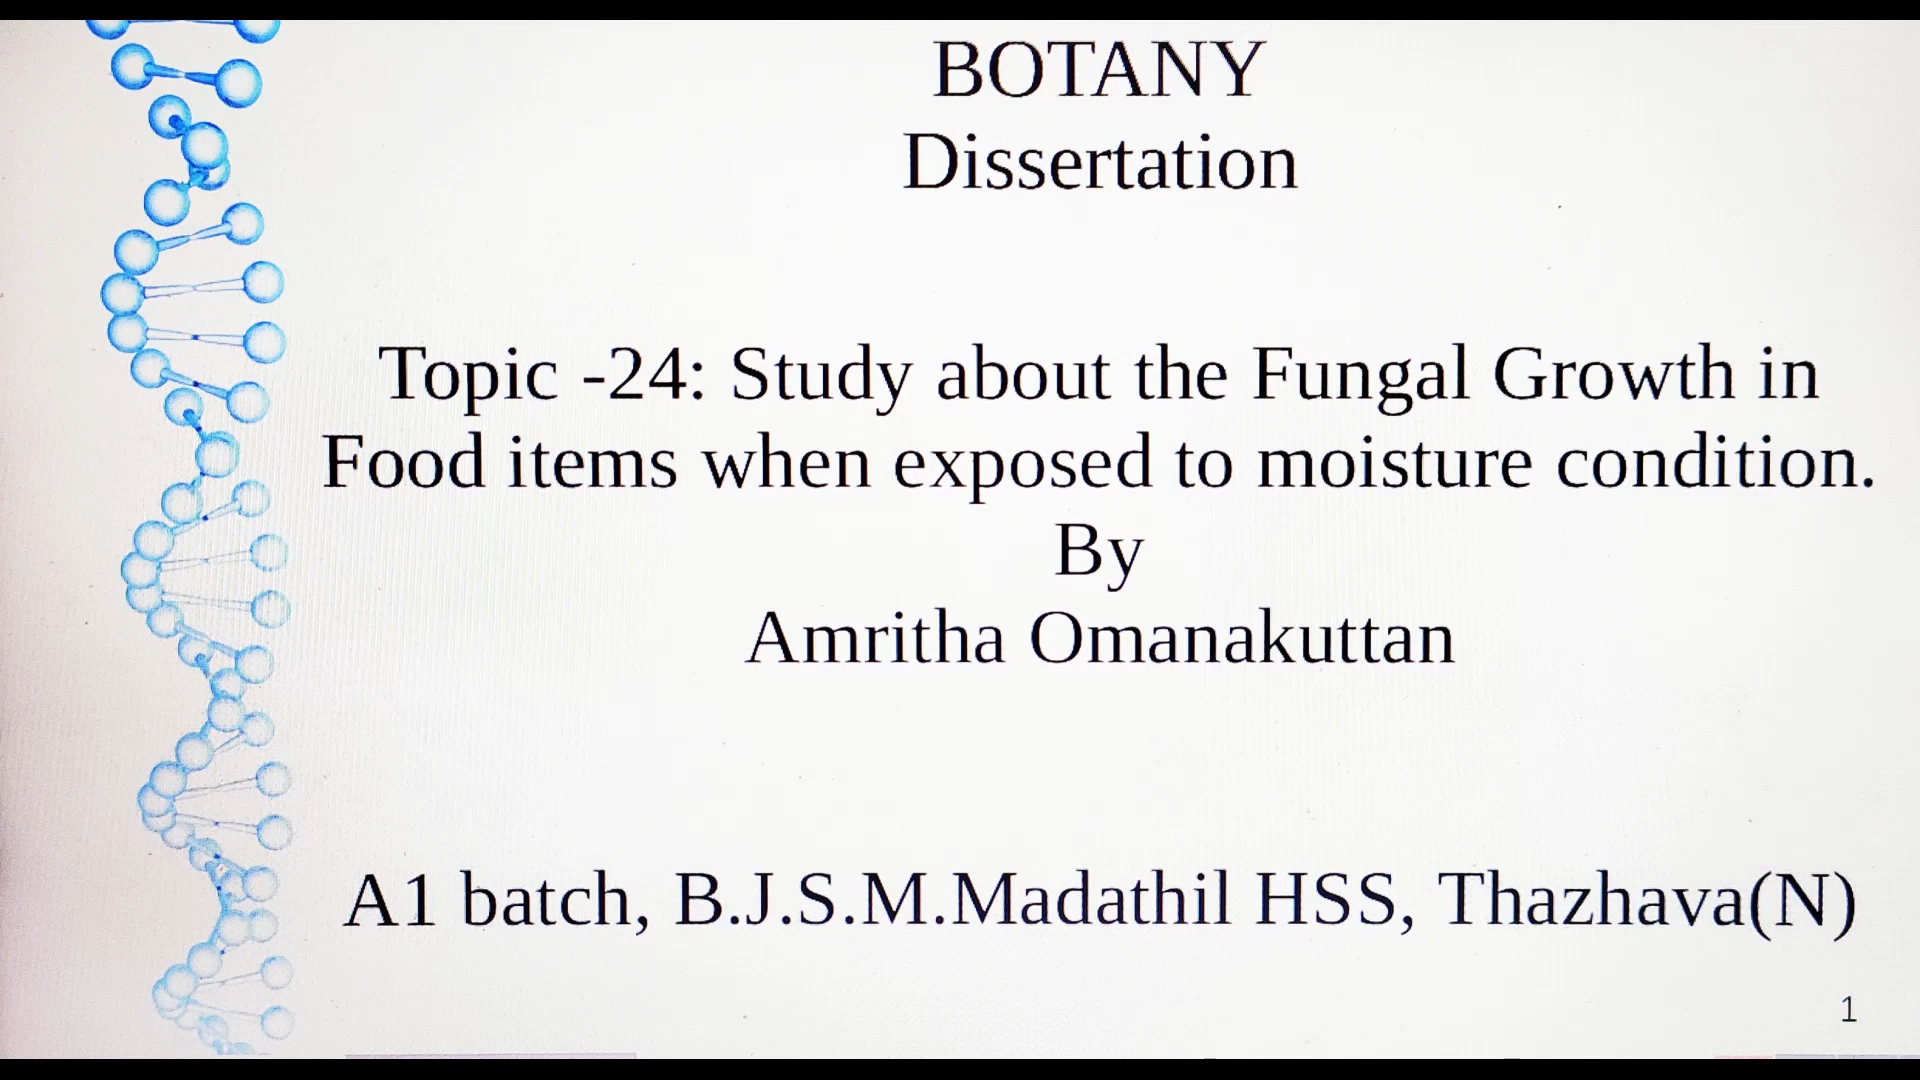 BOTANY
Dissertation
Topic -24: Study about the Fungal Growth in
Food items when exposed to moisture condition.
By
Amritha Omanakuttan
A1 batch, B.J.S.M.Madathil HSS, Thazhava(N)
1